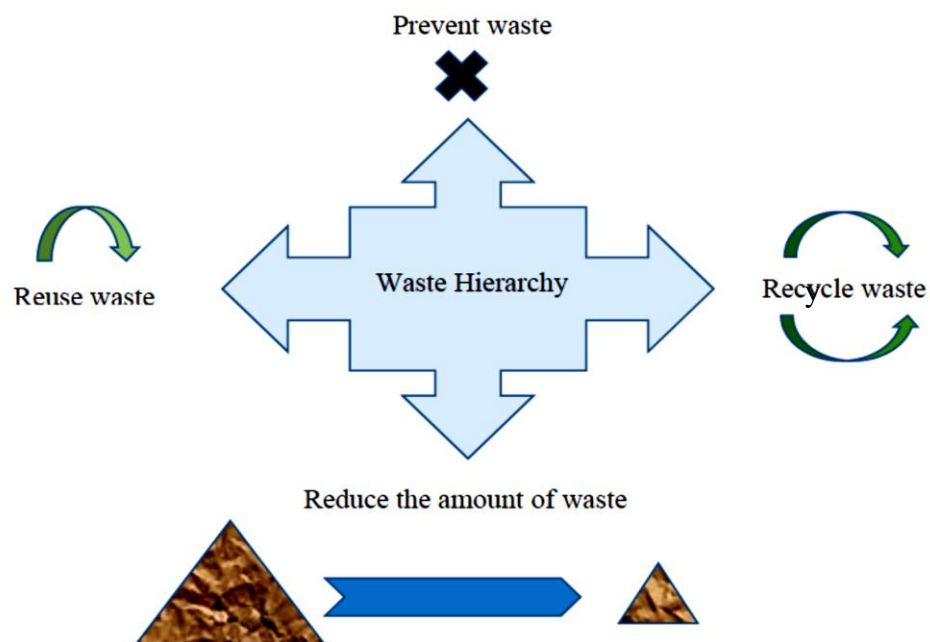 Prevent waste
Waste Hierarchy
Reuse waste
Recycle waste
Reduce the amount of waste